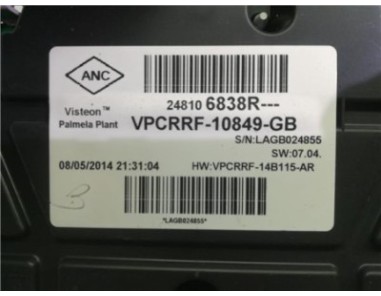 ANC
Visteon™
Palmela Plant
24810 6838R---
VPCRRF-10849-GB
S/N:LAGB024855
SW:07.04.
08/05/2014 21:31:04
HW:VPCRRF-14B115-AR
*LAGB024855*